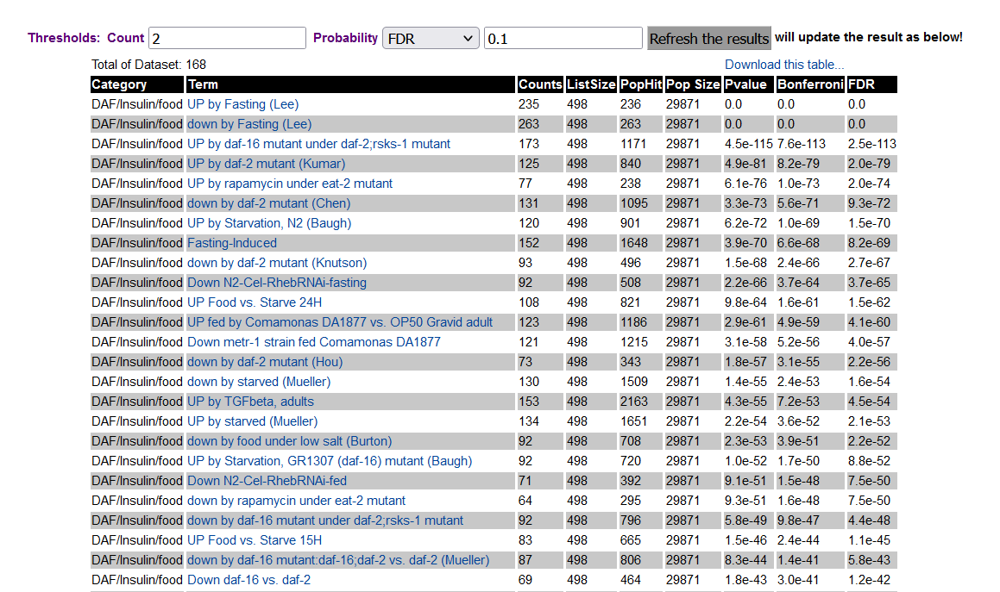 Thresholds: Count 2 Probability FDR 0.1 Refresh the results will update the result as below!
Total of Dataset: 168 Download this table...
Category Term Counts ListSize PopHit Pop Size Pvalue Bonferroni FDR
DAF/Insulin/food UP by Fasting (Lee) 235 498 236 29871 0.0 0.0 0.0
DAF/Insulin/food down by Fasting (Lee) 263 498 263 29871 0.0 0.0 0.0
DAF/Insulin/food UP by daf-16 mutant under daf-2;rsks-1 mutant 173 498 1171 29871 4.5e-115 7.6e-113 2.5e-113
DAF/Insulin/food UP by daf-2 mutant (Kumar) 125 498 840 29871 4.9e-81 8.2e-79 2.0e-79
DAF/Insulin/food UP by rapamycin under eat-2 mutant 77 498 238 29871 6.1e-76 1.0e-73 2.0e-74
DAF/Insulin/food down by daf-2 mutant (Chen) 131 498 1095 29871 3.3e-73 5.6e-71 9.3e-72
DAF/Insulin/food UP by Starvation, N2 (Baugh) 120 498 901 29871 6.2e-72 1.0e-69 1.5e-70
DAF/Insulin/food Fasting-Induced 152 498 1648 29871 3.9e-70 6.6e-68 8.2e-69
DAF/Insulin/food down by daf-2 mutant (Knutson) 93 498 496 29871 1.5e-68 2.4e-66 2.7e-67
DAF/Insulin/food Down N2-Cel-RhebRNAi-fasting 92 498 508 29871 2.2e-66 3.7e-64 3.7e-65
DAF/Insulin/food UP Food vs. Starve 24H 108 498 821 29871 9.8e-64 1.6e-61 1.5e-62
DAF/Insulin/food UP fed by Comamonas DA1877 vs. OP50 Gravid adult 123 498 1186 29871 2.9e-61 4.9e-59 4.1e-60
DAF/Insulin/food Down metr-1 strain fed Comamonas DA1877 121 498 1215 29871 3.1e-58 5.2e-56 4.0e-57
DAF/Insulin/food down by daf-2 mutant (Hou) 73 498 343 29871 1.8e-57 3.1e-55 2.2e-56
DAF/Insulin/food down by starved (Mueller) 130 498 1509 29871 1.4e-55 2.4e-53 1.6e-54
DAF/Insulin/food UP by TGFbeta, adults 153 498 2163 29871 4.3e-55 7.2e-53 4.5e-54
DAF/Insulin/food UP by starved (Mueller) 134 498 1651 29871 2.2e-54 3.6e-52 2.1e-53
DAF/Insulin/food down by food under low salt (Burton) 92 498 708 29871 2.3e-53 3.9e-51 2.2e-52
DAF/Insulin/food UP by Starvation, GR1307 (daf-16) mutant (Baugh) 92 498 720 29871 1.0e-52 1.7e-50 8.8e-52
DAF/Insulin/food Down N2-Cel-RhebRNAi-fed 71 498 392 29871 9.1e-51 1.5e-48 7.5e-50
DAF/Insulin/food down by rapamycin under eat-2 mutant 64 498 295 29871 9.3e-51 1.6e-48 7.5e-50
DAF/Insulin/food down by daf-16 mutant under daf-2;rsks-1 mutant 92 498 796 29871 5.8e-49 9.8e-47 4.4e-48
DAF/Insulin/food UP Food vs. Starve 15H 83 498 665 29871 1.5e-46 2.4e-44 1.1e-45
DAF/Insulin/food down by daf-16 mutant:daf-16;daf-2 vs. daf-2 (Mueller) 87 498 806 29871 8.3e-44 1.4e-41 5.8e-43
DAF/Insulin/food Down daf-16 vs. daf-2 69 498 464 29871 1.8e-43 3.0e-41 1.2e-42